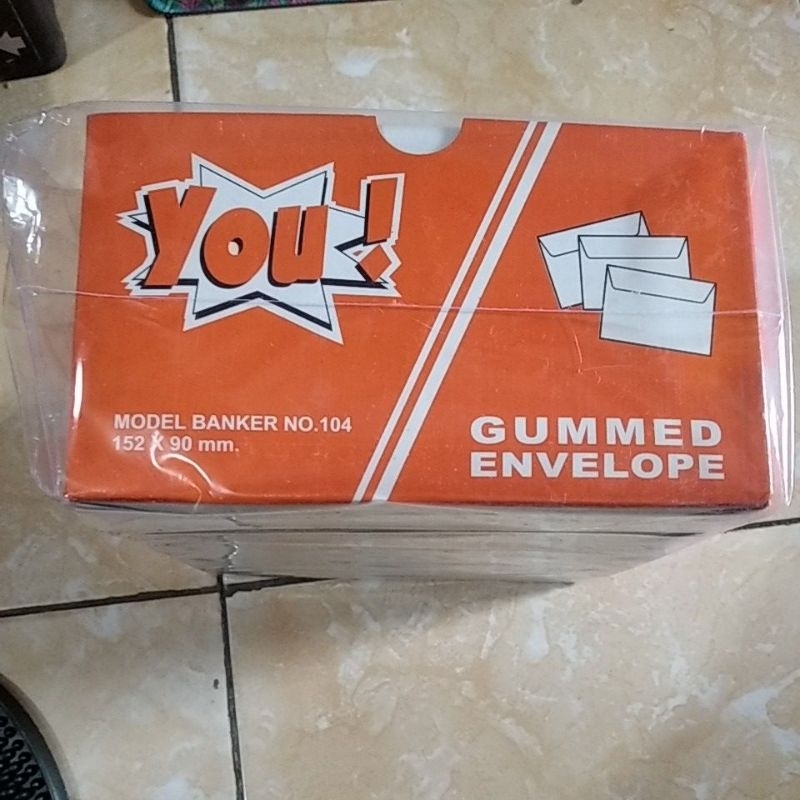 YOU!
MODEL BANKER NO.104
152 X 90 mm.
GUMMED
ENVELOPE